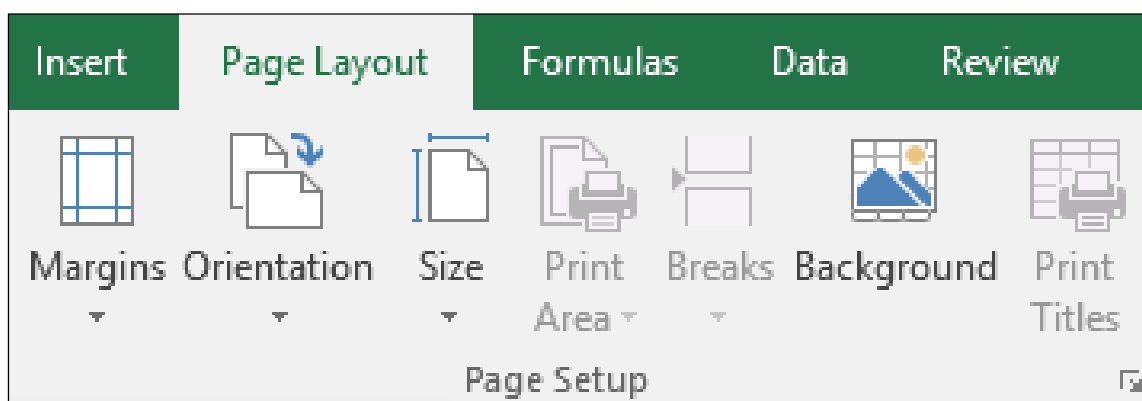 Insert Page Layout Formulas Data Review
Margins Orientation Size Print Area Breaks Background Print Titles
Page Setup